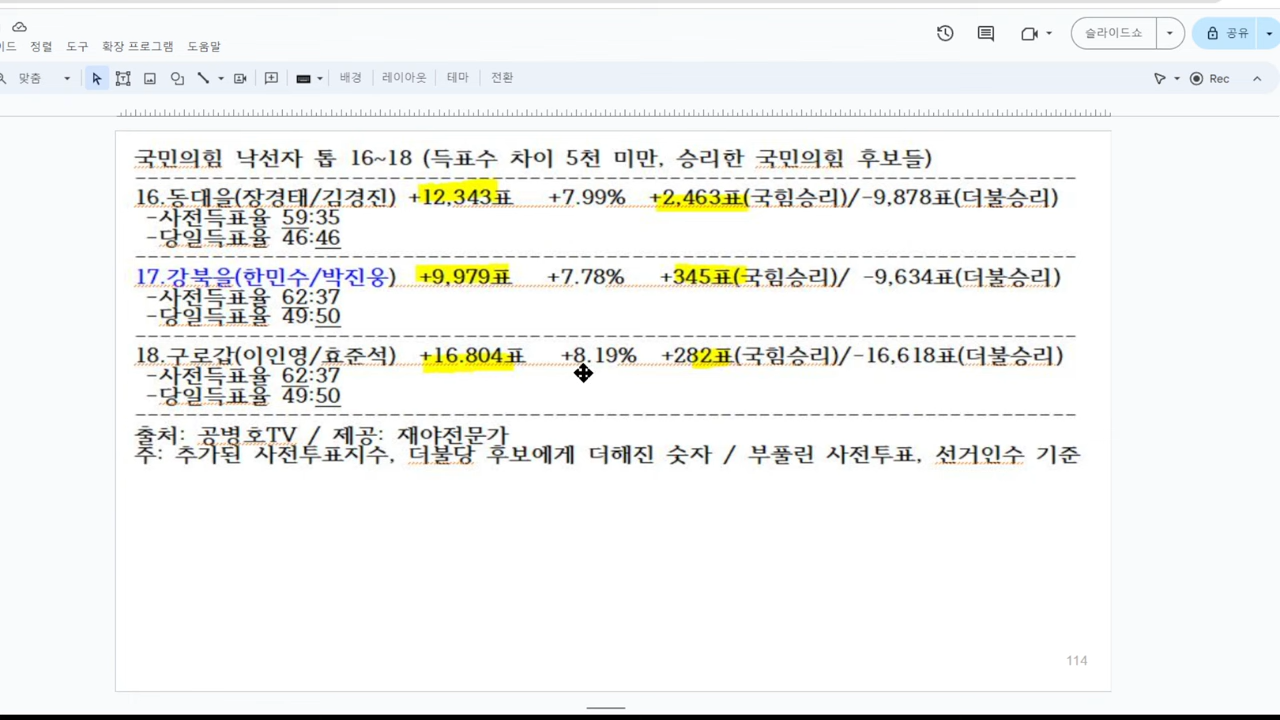 이드 정렬 도구 확장 프로그램 도움말
슬라이드쇼
공유
맞춤
배경 레이아웃 테마 전환
Rec
국민의힘 낙선자 톱 16~18 (득표수 차이 5천 미만, 승리한 국민의힘 후보들)
16.동대을(장경태/김경진) +12,343표 +7.99% +2,463표(국힘승리)/-9,878표(더불승리)
-사전득표율 59:35
-당일득표율 46:46
17.강북을(한민수/박진웅) +9,979표 +7.78% +345표(국힘승리)/ -9,634표(더불승리)
-사전득표율 62:37
-당일득표율 49:50
18.구로갑(이인영/효준석) +16.804표 +8.19% +282표(국힘승리)/-16,618표(더불승리)
-사전득표율 62:37
-당일득표율 49:50
출처: 공병호TV / 제공: 재야전문가
주: 추가된 사전투표지수, 더불당 후보에게 더해진 숫자 / 부풀린 사전투표, 선거인수 기준
114